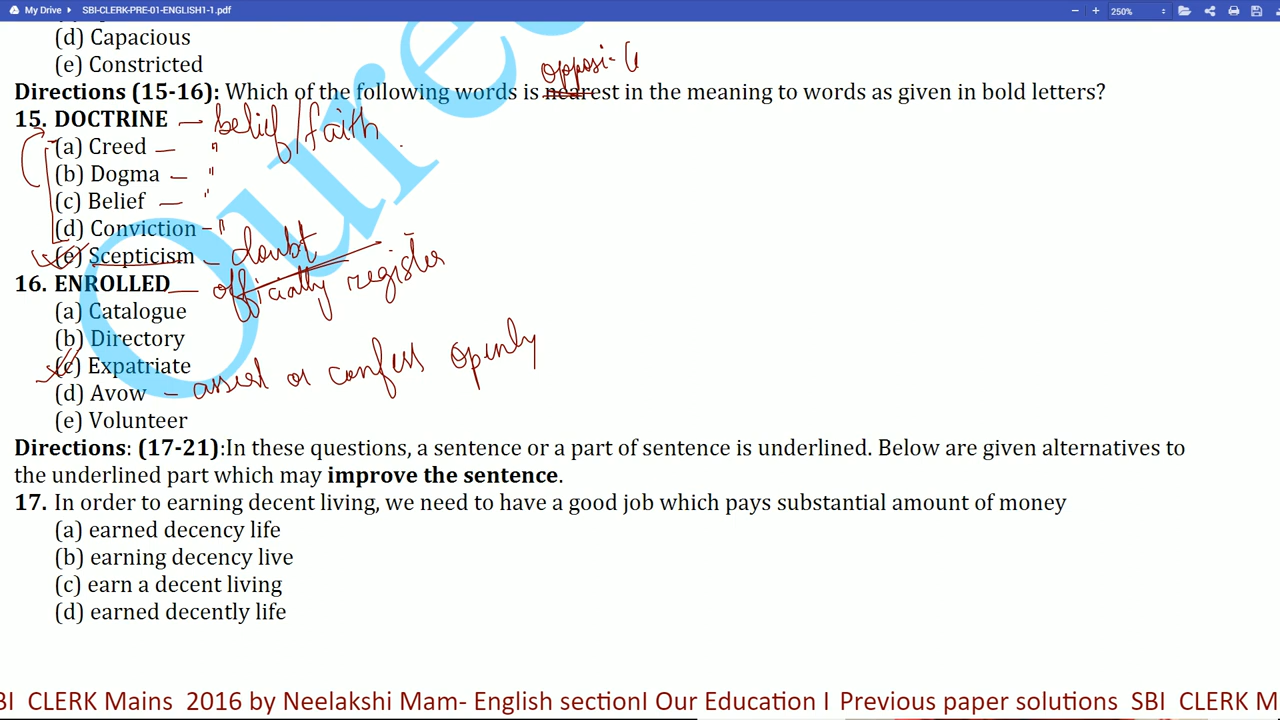 My Drive SBI-CLERK-PRE-01-ENGLISH1-1.pdf 250%
(d) Capacious
(e) Constricted
opposi-
Directions (15-16): Which of the following words is nearest in the meaning to words as given in bold letters?
15. DOCTRINE — belief/faith
(a) Creed — "
(b) Dogma — "
(c) Belief — "
(d) Conviction - "
(e) Scepticism - doubt
16. ENROLLED — officially register
(a) Catalogue
(b) Directory
(c) Expatriate
(d) Avow - assert or confess openly
(e) Volunteer
Directions: (17-21):In these questions, a sentence or a part of sentence is underlined. Below are given alternatives to
the underlined part which may improve the sentence.
17. In order to earning decent living, we need to have a good job which pays substantial amount of money
(a) earned decency life
(b) earning decency live
(c) earn a decent living
(d) earned decently life
Oure
BI CLERK Mains 2016 by Neelakshi Mam- English sectionl Our Education I Previous paper solutions SBI CLERK M